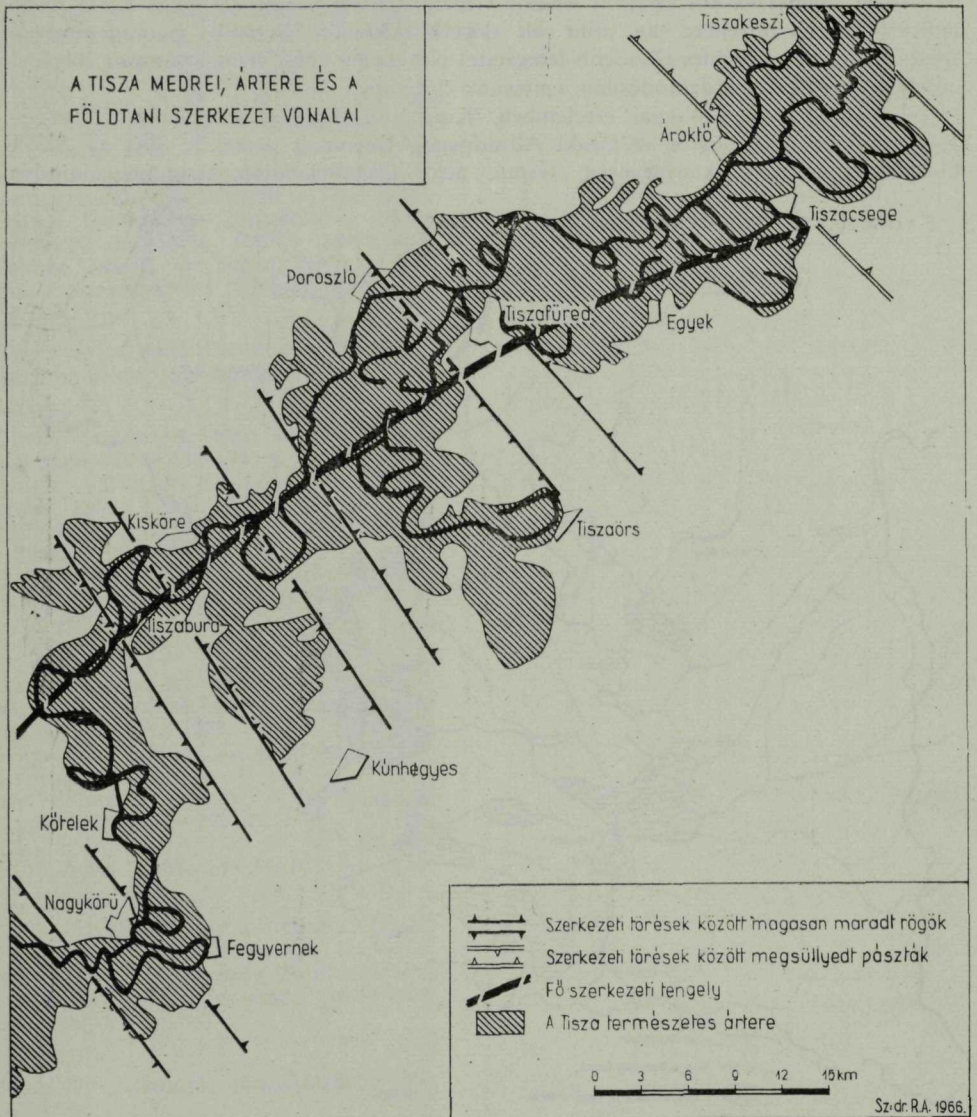 A TISZA MEDREI, ÁRTERE ÉS A
FÖLDTANI SZERKEZET VONALAI
Tiszakeszi
Ároktő
Tiszacsege
Poroszló
Tiszafüred
Egyek
Tiszaörs
Kisköre
Tiszabura
Kúnhegyes
Kőtelek
Nagykörü
Fegyvernek
Szerkezeti törések között magasan maradt rögök
Szerkezeti törések között megsüllyedt pászták
Fő szerkezeti tengely
A Tisza természetes ártere
0 3 6 9 12 15 km
Sz: dr. R.A. 1966